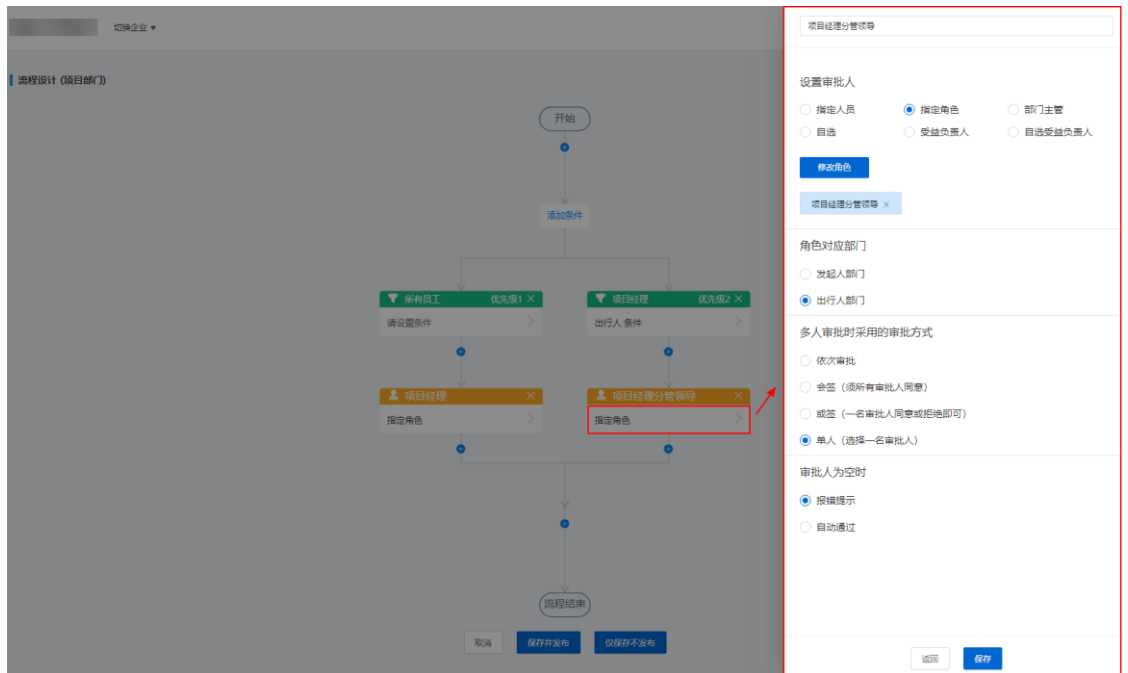 切换企业 ▾
流程设计 (项目部门)
开始
添加条件
所有员工 优先级1 ×
请设置条件
项目经理 优先级2 ×
出行人 条件
项目经理 ×
指定角色
项目经理分管领导 ×
指定角色
流程结束
取消 保存并发布 仅保存不发布
项目经理分管领导
设置审批人
指定人员 指定角色 部门主管
自选 受益负责人 自选受益负责人
修改角色
项目经理分管领导 ×
角色对应部门
发起人部门
出行人部门
多人审批时采用的审批方式
依次审批
会签（须所有审批人同意）
或签（一名审批人同意或拒绝即可）
单人（选择一名审批人）
审批人为空时
报错提示
自动通过
返回 保存